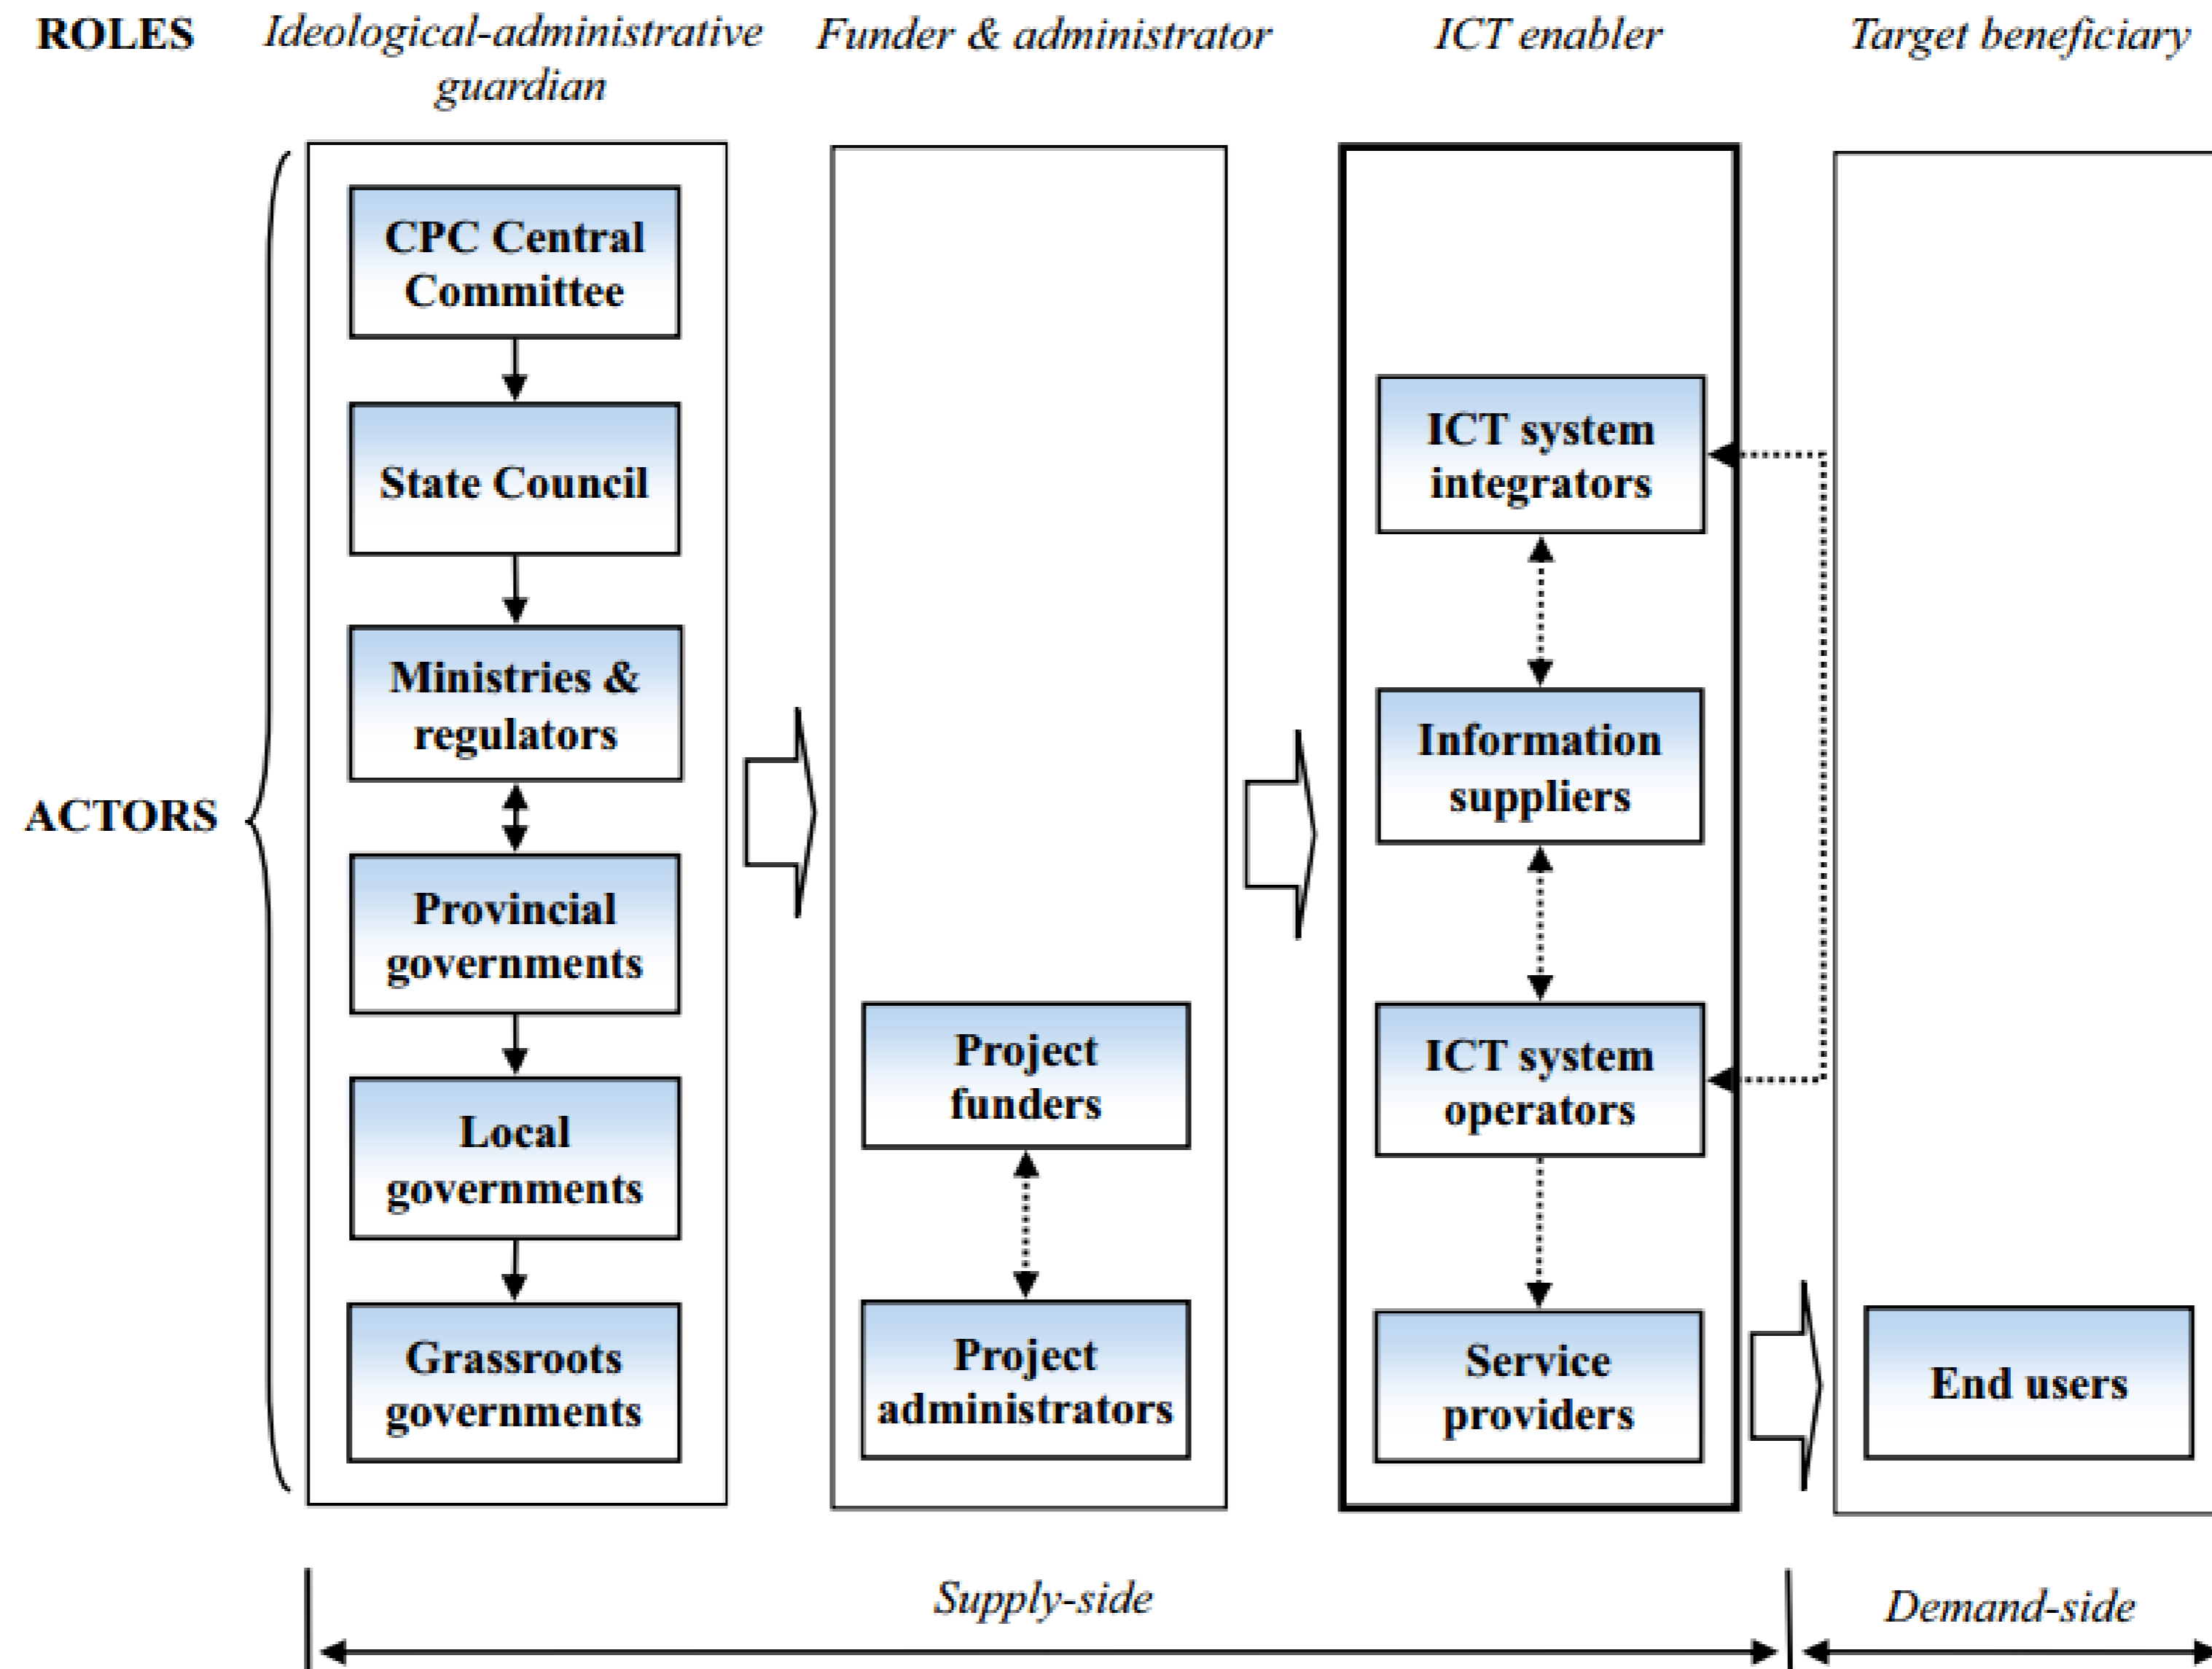 ROLES
Ideological-administrative
guardian
Funder & administrator
ICT enabler
Target beneficiary
ACTORS
CPC Central
Committee
State Council
Ministries &
regulators
Provincial
governments
Local
governments
Grassroots
governments
Project
funders
Project
administrators
ICT system
integrators
Information
suppliers
ICT system
operators
Service
providers
End users
Supply-side
Demand-side